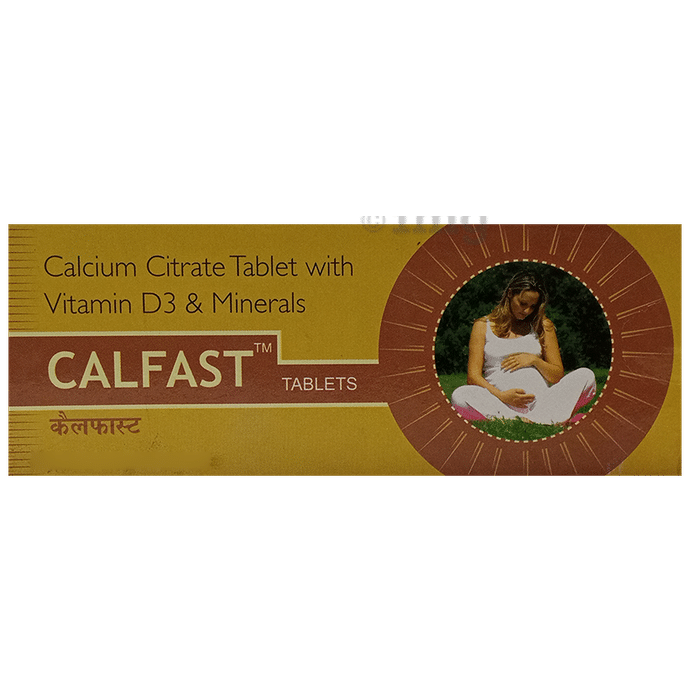 Calcium Citrate Tablet with
Vitamin D3 & Minerals
CALFAST™
TABLETS
कैलफास्ट